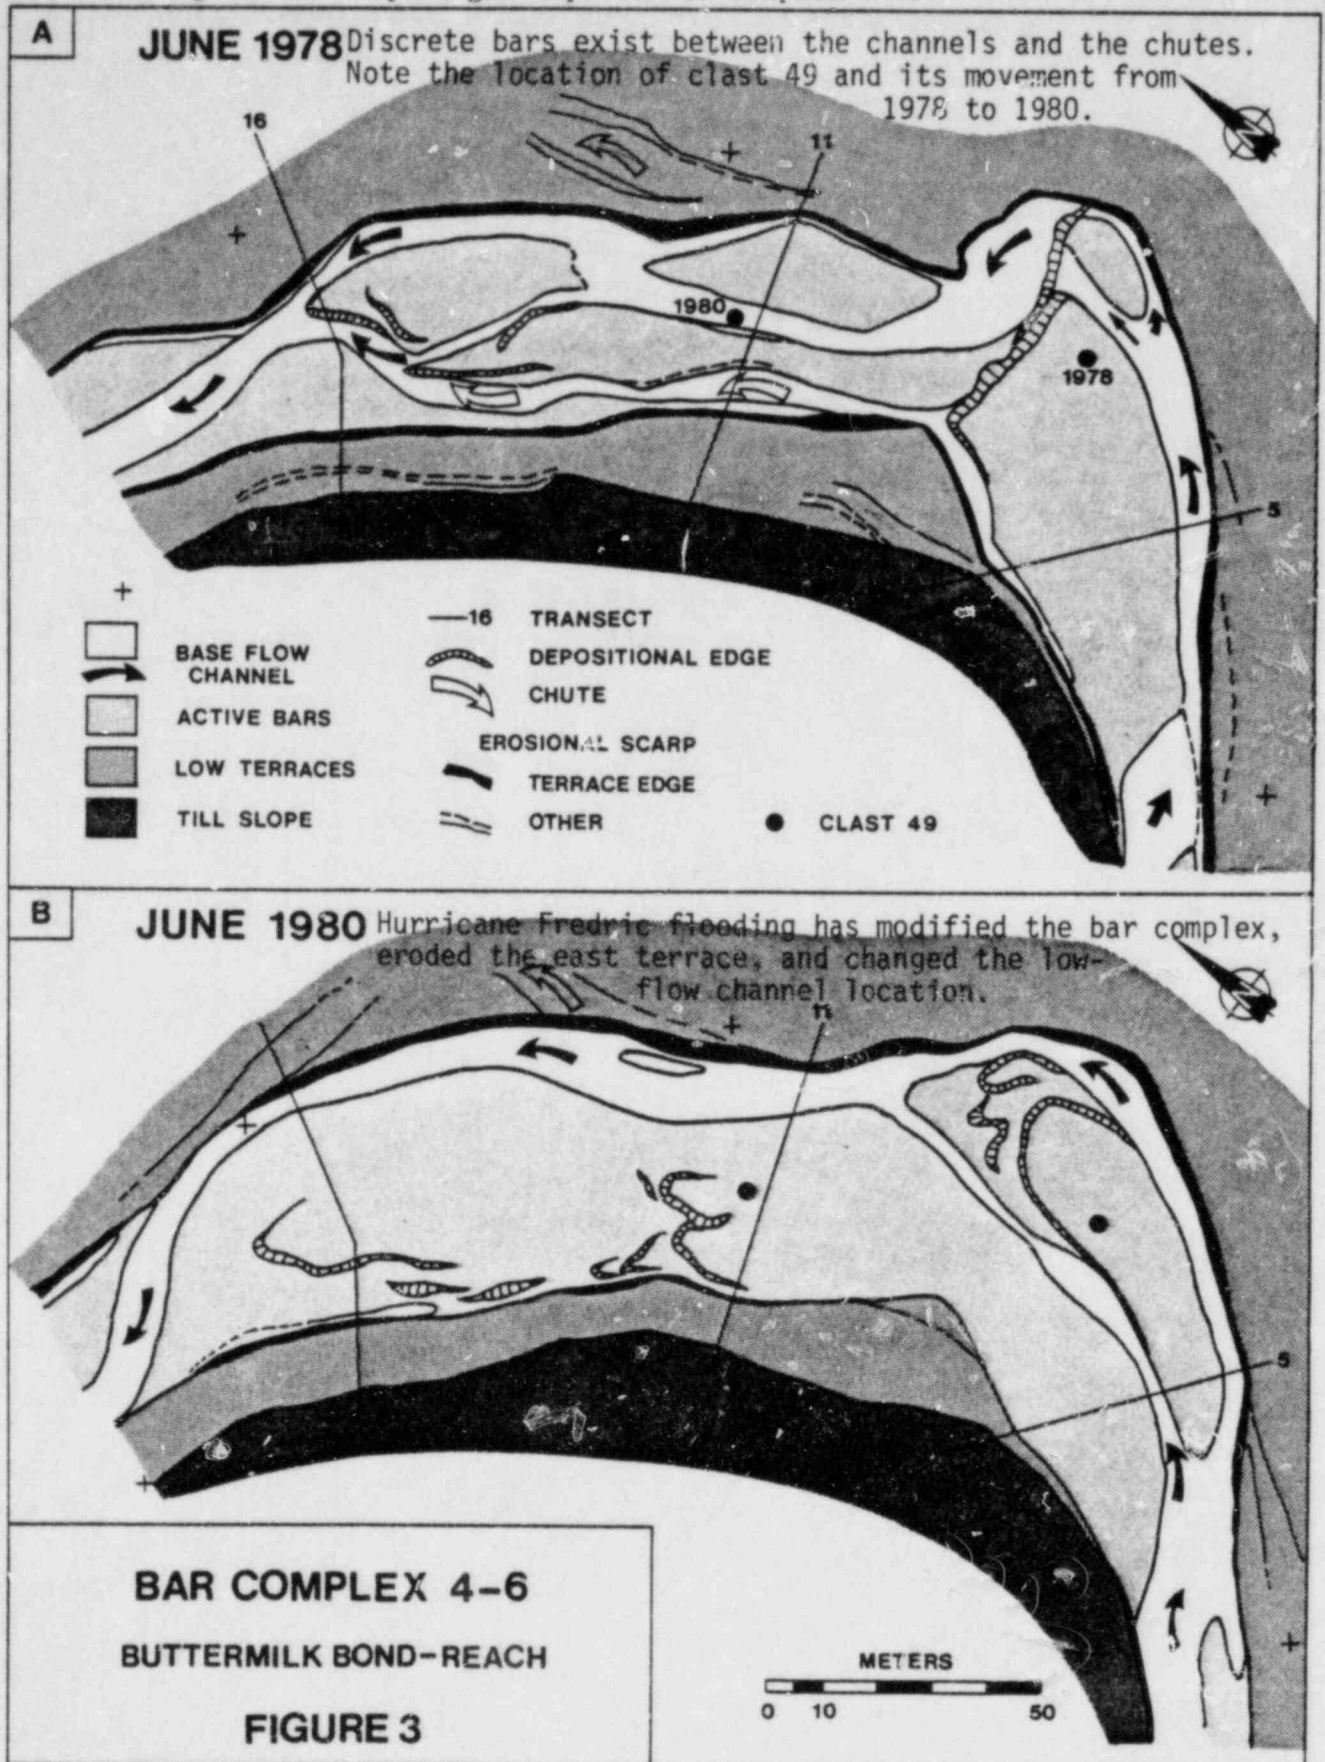 A
JUNE 1978 Discrete bars exist between the channels and the chutes.
Note the location of clast 49 and its movement from
1978 to 1980.
16
11
1980
1978
5
BASE FLOW
CHANNEL
ACTIVE BARS
LOW TERRACES
TILL SLOPE
16 TRANSECT
DEPOSITIONAL EDGE
CHUTE
EROSIONAL SCARP
TERRACE EDGE
OTHER
CLAST 49
B
JUNE 1980 Hurricane Fredric flooding has modified the bar complex,
eroded the east terrace, and changed the low-
flow channel location.
11
5
BAR COMPLEX 4-6
BUTTERMILK BOND-REACH
FIGURE 3
METERS
0 10 50